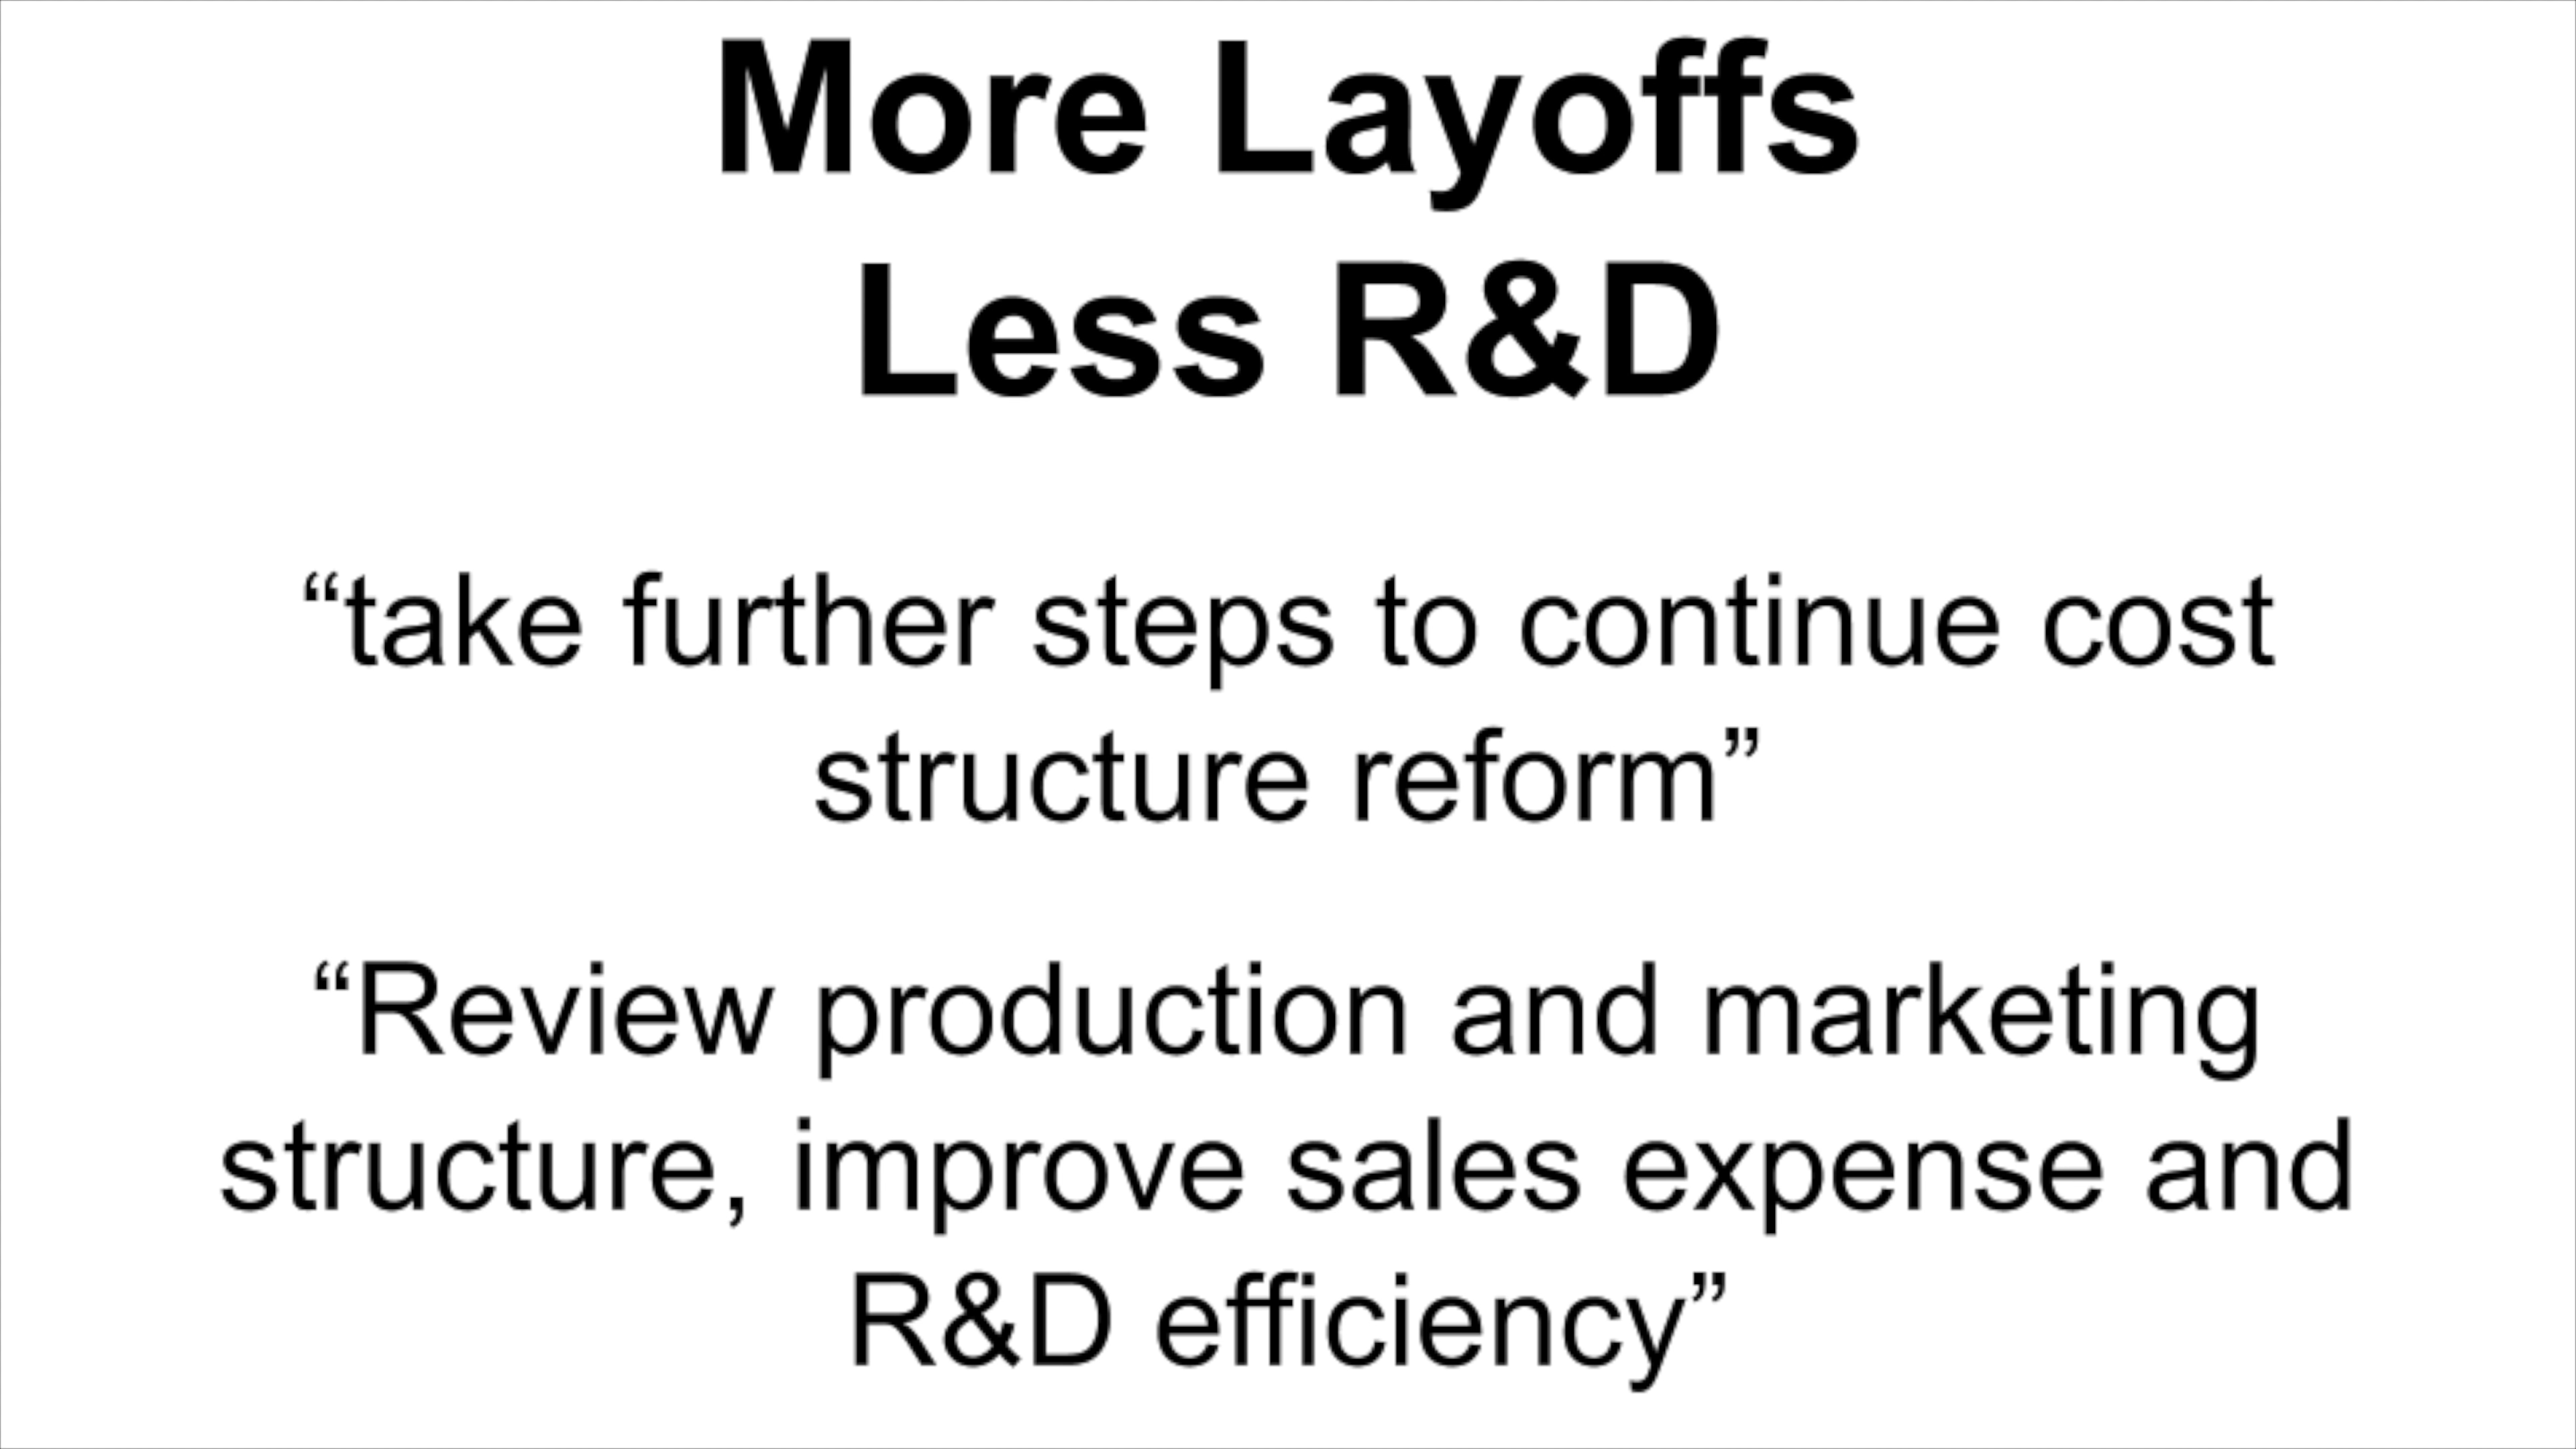 More Layoffs
Less R&D
“take further steps to continue cost
structure reform”
“Review production and marketing
structure, improve sales expense and
R&D efficiency”